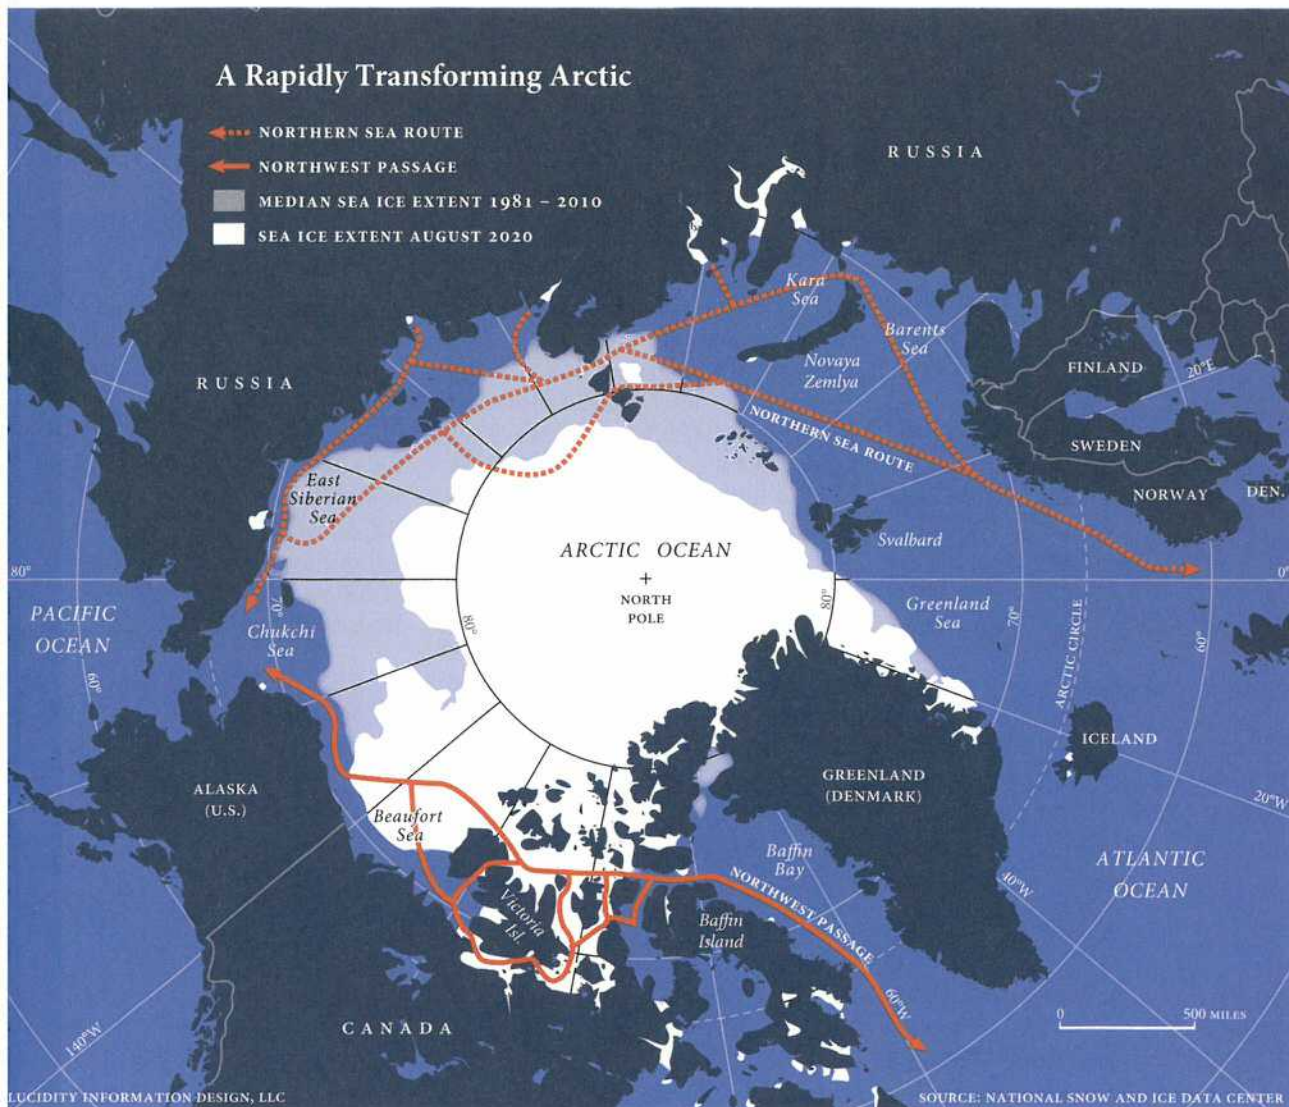 A Rapidly Transforming Arctic
NORTHERN SEA ROUTE
NORTHWEST PASSAGE
MEDIAN SEA ICE EXTENT 1981 – 2010
SEA ICE EXTENT AUGUST 2020
RUSSIA
Kara
Sea
Barents
Sea
Novaya
Zemlya
FINLAND
20°E
RUSSIA
NORTHERN SEA ROUTE
SWEDEN
NORWAY
DEN.
East
Siberian
Sea
Svalbard
ARCTIC OCEAN
NORTH
POLE
80°
0°
PACIFIC
OCEAN
70°
80°
80°
Greenland
Sea
70°
60°
Chukchi
Sea
60°
ARCTIC CIRCLE
ICELAND
ALASKA
(U.S.)
GREENLAND
(DENMARK)
20°W
Beaufort
Sea
Baffin
Bay
ATLANTIC
OCEAN
NORTHWEST PASSAGE
40°W
Victoria
Isl.
Baffin
Island
60°W
CANADA
0 500 MILES
140°W
LUCIDITY INFORMATION DESIGN, LLC
SOURCE: NATIONAL SNOW AND ICE DATA CENTER